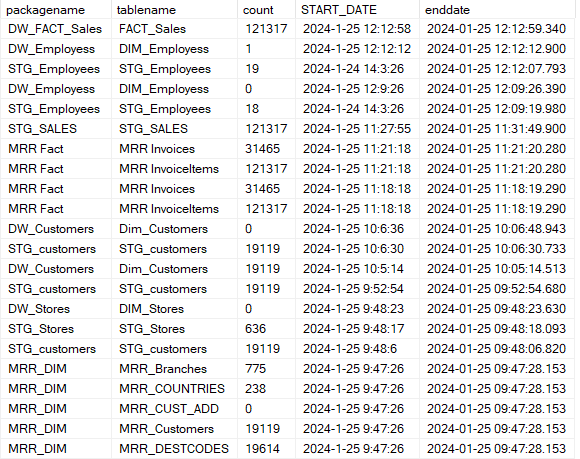 packagename tablename count START_DATE enddate
DW_FACT_Sales FACT_Sales 121317 2024-1-25 12:12:58 2024-01-25 12:12:59.340
DW_Employess DIM_Employess 1 2024-1-25 12:12:12 2024-01-25 12:12:12.900
STG_Employees STG_Employees 19 2024-1-24 14:3:26 2024-01-25 12:12:07.793
DW_Employess DIM_Employess 0 2024-1-25 12:9:26 2024-01-25 12:09:26.390
STG_Employees STG_Employees 18 2024-1-24 14:3:26 2024-01-25 12:09:19.980
STG_SALES STG_SALES 121317 2024-1-25 11:27:55 2024-01-25 11:31:49.900
MRR Fact MRR Invoices 31465 2024-1-25 11:21:18 2024-01-25 11:21:20.280
MRR Fact MRR InvoiceItems 121317 2024-1-25 11:21:18 2024-01-25 11:21:20.280
MRR Fact MRR Invoices 31465 2024-1-25 11:18:18 2024-01-25 11:18:19.290
MRR Fact MRR InvoiceItems 121317 2024-1-25 11:18:18 2024-01-25 11:18:19.290
DW_Customers Dim_Customers 0 2024-1-25 10:6:36 2024-01-25 10:06:48.943
STG_customers STG_customers 19119 2024-1-25 10:6:30 2024-01-25 10:06:30.733
DW_Customers Dim_Customers 19119 2024-1-25 10:5:14 2024-01-25 10:05:14.513
STG_customers STG_customers 19119 2024-1-25 9:52:54 2024-01-25 09:52:54.680
DW_Stores DIM_Stores 0 2024-1-25 9:48:23 2024-01-25 09:48:23.630
STG_Stores STG_Stores 636 2024-1-25 9:48:17 2024-01-25 09:48:18.093
STG_customers STG_customers 19119 2024-1-25 9:48:6 2024-01-25 09:48:06.820
MRR_DIM MRR_Branches 775 2024-1-25 9:47:26 2024-01-25 09:47:28.153
MRR_DIM MRR_COUNTRIES 238 2024-1-25 9:47:26 2024-01-25 09:47:28.153
MRR_DIM MRR_CUST_ADD 0 2024-1-25 9:47:26 2024-01-25 09:47:28.153
MRR_DIM MRR_Customers 19119 2024-1-25 9:47:26 2024-01-25 09:47:28.153
MRR_DIM MRR_DESTCODES 19614 2024-1-25 9:47:26 2024-01-25 09:47:28.153